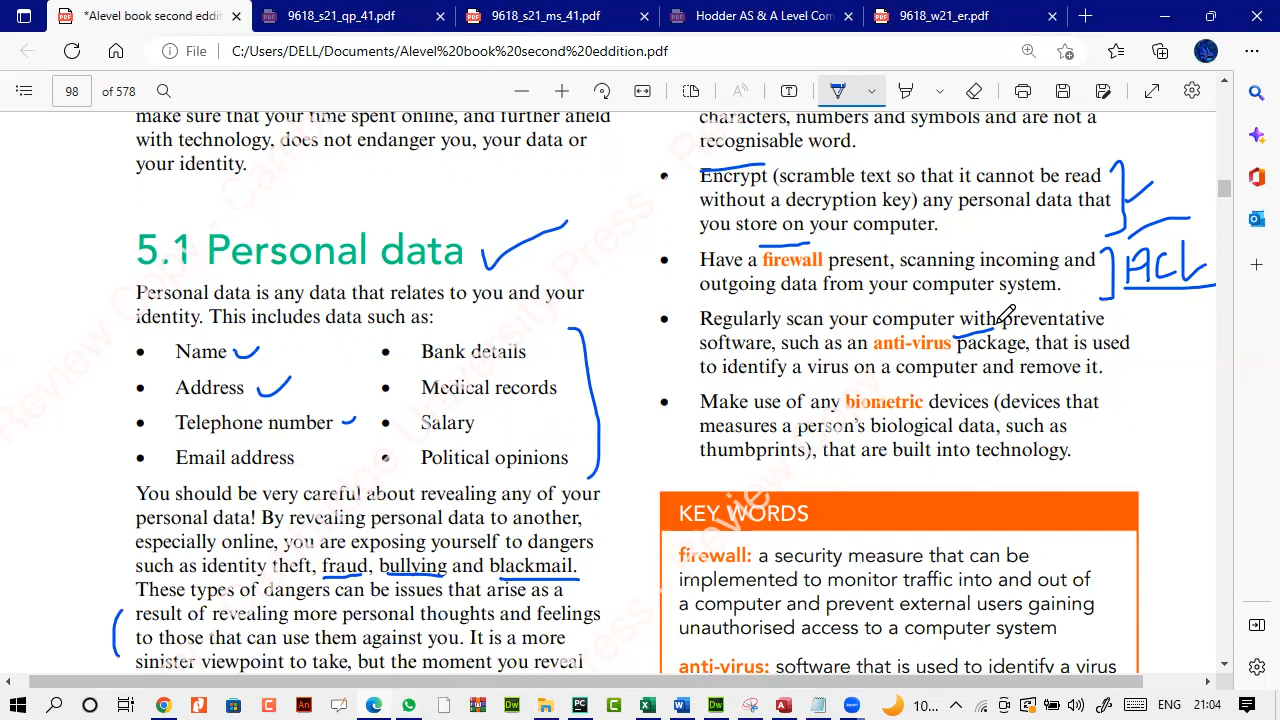 *Alevel book second eddit
9618_s21_qp_41.pdf
9618_s21_ms_41.pdf
Hodder AS & A Level Com
9618_w21_er.pdf
File
C:/Users/DELL/Documents/Alevel%20book%20second%20eddition.pdf
98
of 578
make sure that your time spent online, and further afield
with technology, does not endanger you, your data or
your identity.
5.1 Personal data
Personal data is any data that relates to you and your
identity. This includes data such as:
• Name
• Address
• Telephone number
• Email address
• Bank details
• Medical records
• Salary
• Political opinions
You should be very careful about revealing any of your
personal data! By revealing personal data to another,
especially online, you are exposing yourself to dangers
such as identity theft, fraud, bullying and blackmail.
These types of dangers can be issues that arise as a
result of revealing more personal thoughts and feelings
to those that can use them against you. It is a more
sinister viewpoint to take, but the moment you reveal
characters, numbers and symbols and are not a
recognisable word.
• Encrypt (scramble text so that it cannot be read
without a decryption key) any personal data that
you store on your computer.
• Have a firewall present, scanning incoming and
outgoing data from your computer system.
ACL
• Regularly scan your computer with preventative
software, such as an anti-virus package, that is used
to identify a virus on a computer and remove it.
• Make use of any biometric devices (devices that
measures a person's biological data, such as
thumbprints), that are built into technology.
KEY WORDS
firewall: a security measure that can be
implemented to monitor traffic into and out of
a computer and prevent external users gaining
unauthorised access to a computer system
anti-virus: software that is used to identify a virus
10...
ENG
21:04